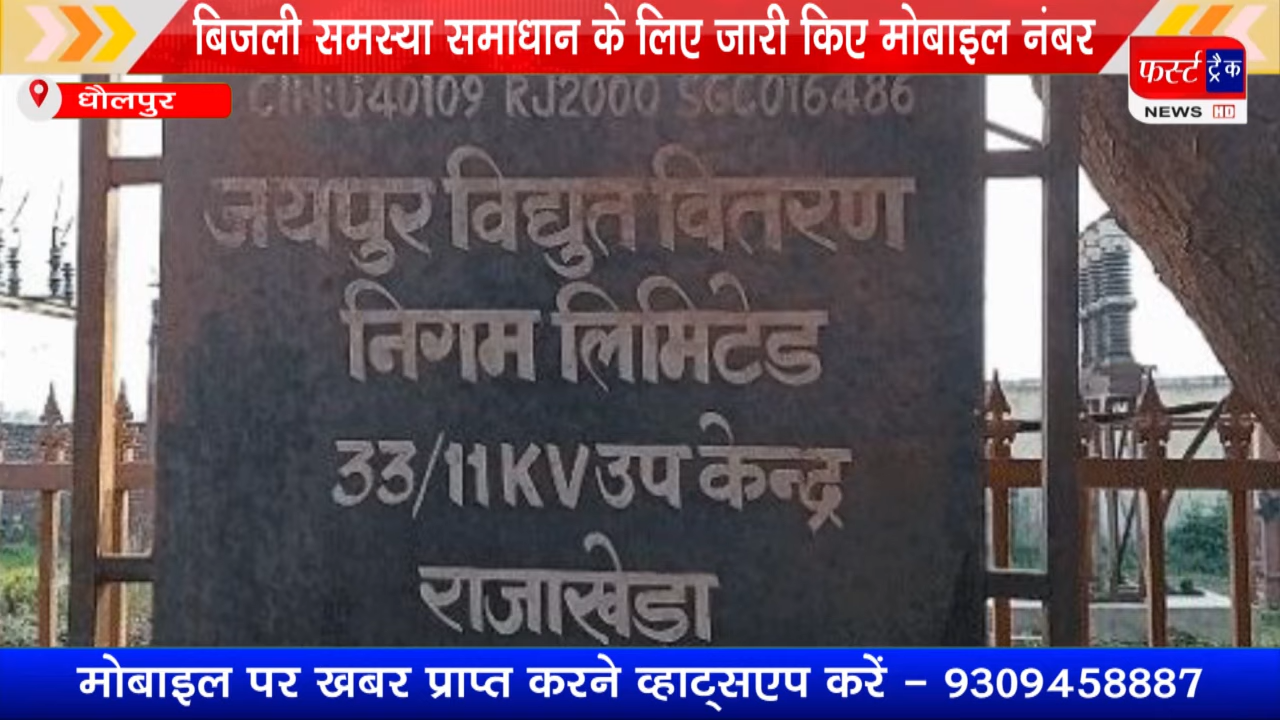 बिजली समस्या समाधान के लिए जारी किए मोबाइल नंबर
फर्स्ट ट्रैक
NEWS HD
धौलपुर
CIN:U40109 RJ2000 SGC016486
जयपुर विद्युत वितरण
निगम लिमिटेड
33/11KV उप केन्द्र
राजाखेडा
मोबाइल पर खबर प्राप्त करने व्हाट्सएप करें - 9309458887